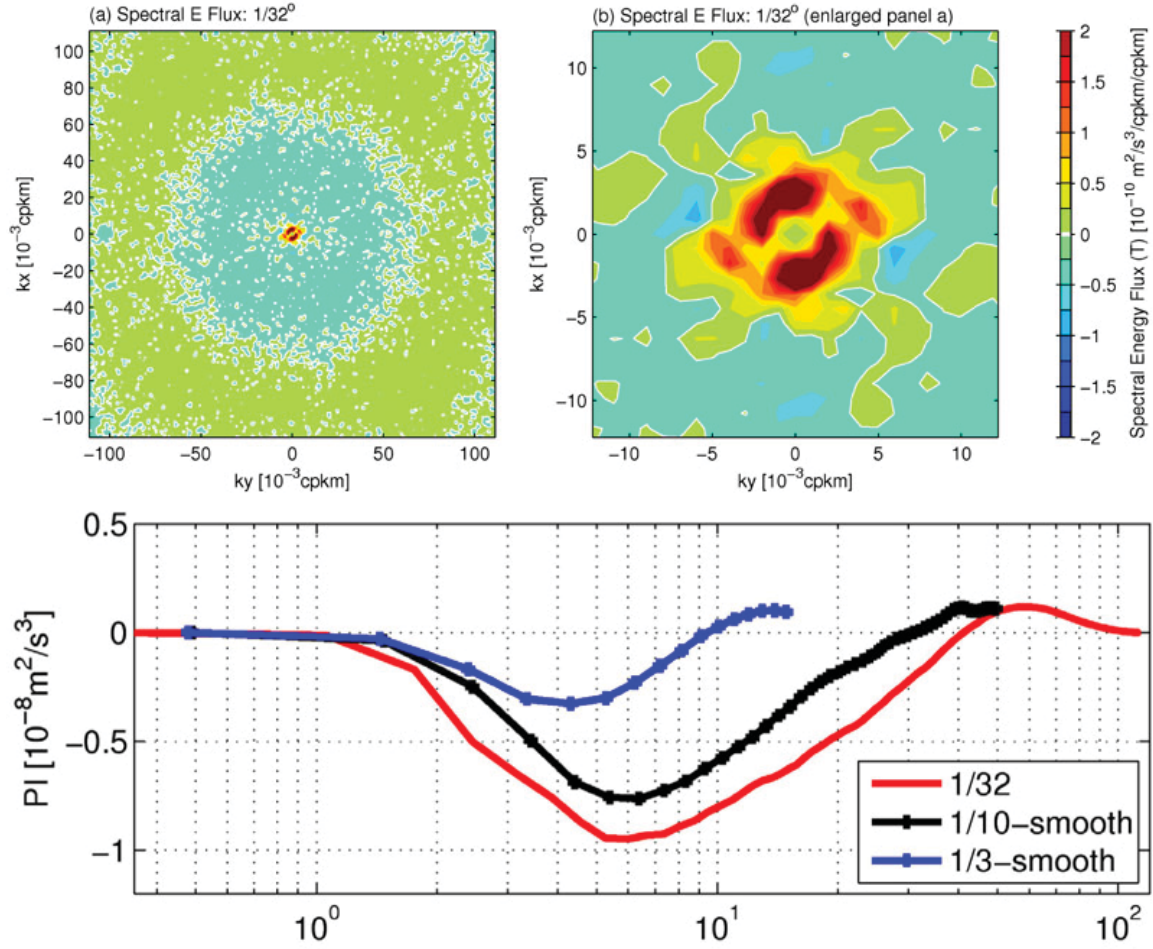 (a) Spectral E Flux: 1/32°
(b) Spectral E Flux: 1/32° (enlarged panel a)
100
80
60
40
20
0
−20
−40
−60
−80
−100
kx [10⁻³cpkm]
−100 −50 0 50 100
ky [10⁻³cpkm]
10
5
0
−5
−10
kx [10⁻³cpkm]
−10 −5 0 5 10
ky [10⁻³cpkm]
2
1.5
1
0.5
0
−0.5
−1
−1.5
−2
Spectral Energy Flux (T) [10⁻¹⁰ m²/s³/cpkm/cpkm]
0.5
0
−0.5
−1
PI [10⁻⁸m²/s³]
1/32
1/10−smooth
1/3−smooth
10⁰ 10¹ 10²